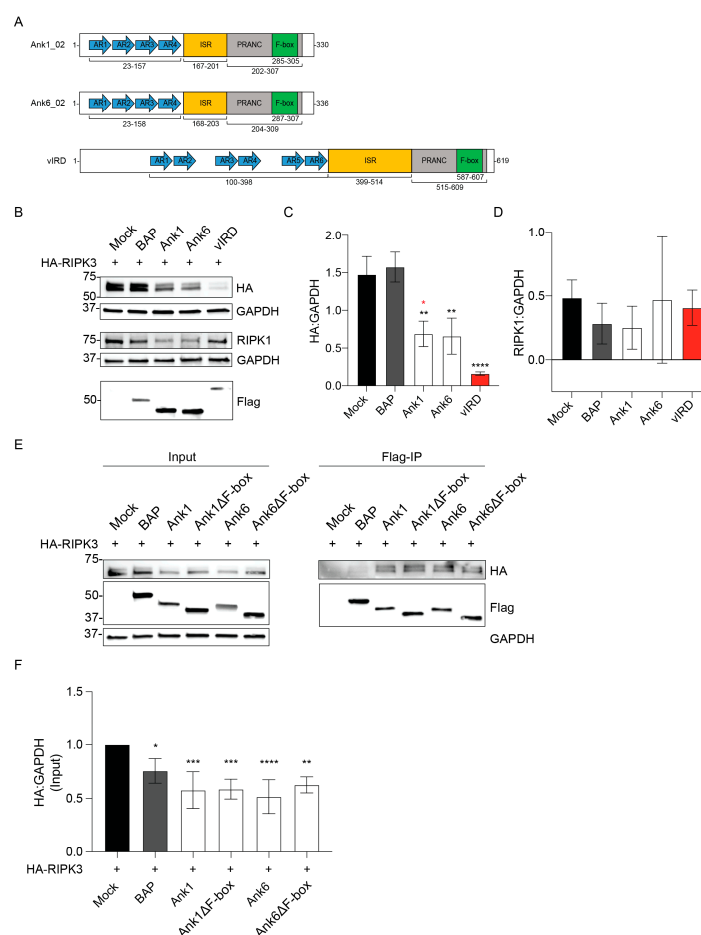 A
Ank1_02 1- AR1 AR2 AR3 AR4 ISR PRANC F-box -330
285-305
23-157 167-201 202-307
Ank6_02 1- AR1 AR2 AR3 AR4 ISR PRANC F-box -336
287-307
23-158 168-203 204-309
vIRD 1- AR1 AR2 AR3 AR4 AR5 AR6 ISR PRANC F-box -619
587-607
100-398 399-514 515-609
B
Mock BAP Ank1 Ank6 vIRD
HA-RIPK3 + + + + +
75
50
HA
37
GAPDH
75
RIPK1
37
GAPDH
50
Flag
C
HA:GAPDH
2.0
1.5
1.0
0.5
0.0
*
** ** ****
Mock BAP Ank1 Ank6 vIRD
D
RIPK1:GAPDH
1.0
0.5
0.0
Mock BAP Ank1 Ank6 vIRD
E
Input
Mock BAP Ank1 Ank1ΔF-box Ank6 Ank6ΔF-box
HA-RIPK3 + + + + + +
75
50
37
37
Flag-IP
Mock BAP Ank1 Ank1ΔF-box Ank6 Ank6ΔF-box
+ + + + + +
HA
Flag
GAPDH
F
HA:GAPDH
(Input)
1.5
1.0
0.5
0.0
* *** *** **** **
HA-RIPK3 + + + + + +
Mock BAP Ank1 Ank1ΔF-box Ank6 Ank6ΔF-box